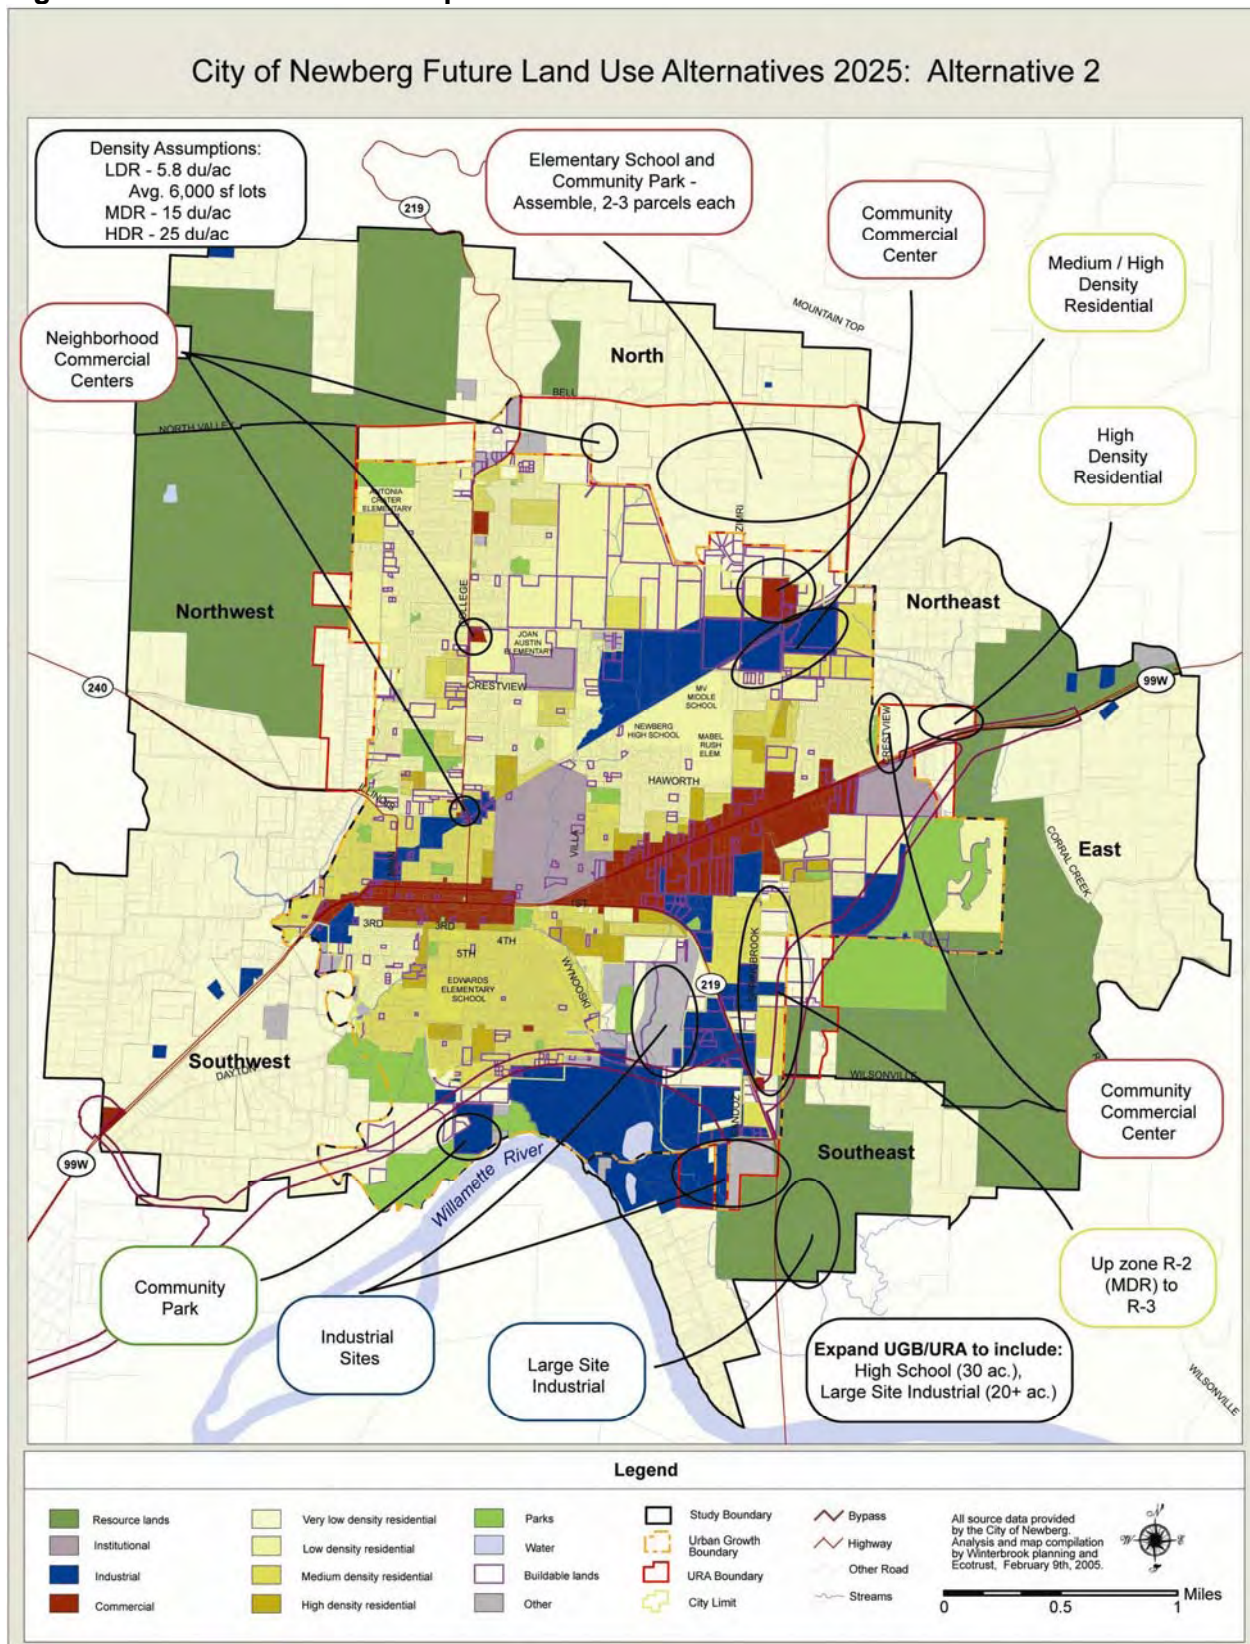 City of Newberg Future Land Use Alternatives 2025: Alternative 2
Density Assumptions:
LDR - 5.8 du/ac
Avg. 6,000 sf lots
MDR - 15 du/ac
HDR - 25 du/ac
Elementary School and
Community Park -
Assemble, 2-3 parcels each
Community
Commercial
Center
Medium / High
Density
Residential
High
Density
Residential
Neighborhood
Commercial
Centers
219
MOUNTAIN TOP
North
BELL
NORTH VALLEY
ANTONIA
CRATER
ELEMENTARY
ZIMRI
Northwest
Northeast
COLLEGE
JOAN
AUSTIN
ELEMENTARY
CRESTVIEW
MV
MIDDLE
SCHOOL
NEWBERG
HIGH SCHOOL
MABEL
RUSH
ELEM.
CRESTVIEW
99W
240
HAWORTH
ILLINOIS
VILLA
CORRAL CREEK
East
1ST
3RD
3RD
4TH
5TH
EDWARDS
ELEMENTARY
SCHOOL
WYNOOSKI
219
SPRINGBROOK
Southwest
DAYTON
WILSONVILLE
99W
Southeast
Willamette River
Community
Commercial
Center
Up zone R-2
(MDR) to
R-3
Community
Park
Industrial
Sites
Large Site
Industrial
Expand UGB/URA to include:
High School (30 ac.),
Large Site Industrial (20+ ac.)
WILSONVILLE
Legend
Resource lands
Institutional
Industrial
Commercial
Very low density residential
Low density residential
Medium density residential
High density residential
Parks
Water
Buildable lands
Other
Study Boundary
Urban Growth
Boundary
URA Boundary
City Limit
Bypass
Highway
Other Road
Streams
All source data provided
by the City of Newberg.
Analysis and map compilation
by Winterbrook planning and
Ecotrust, February 9th, 2005.
N
W
E
Miles
0
0.5
1